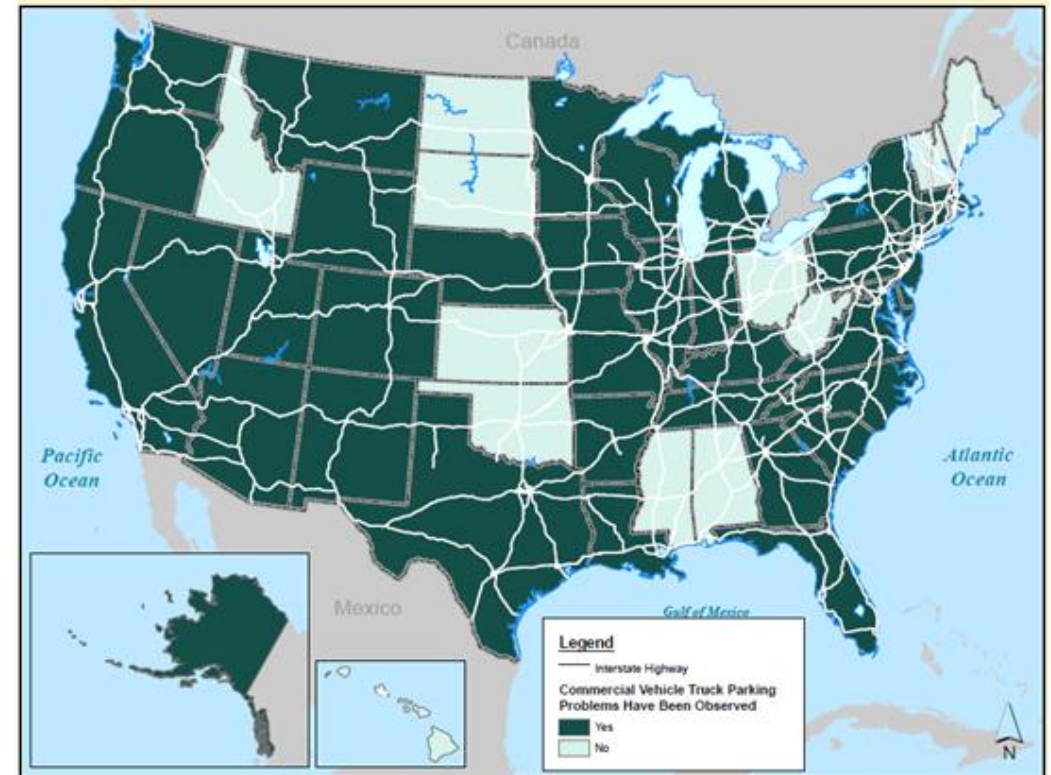 Canada
Pacific
Ocean
Atlantic
Ocean
Mexico
Gulf of Mexico
Legend
Interstate Highway
Commercial Vehicle Truck Parking
Problems Have Been Observed
Yes
No
N